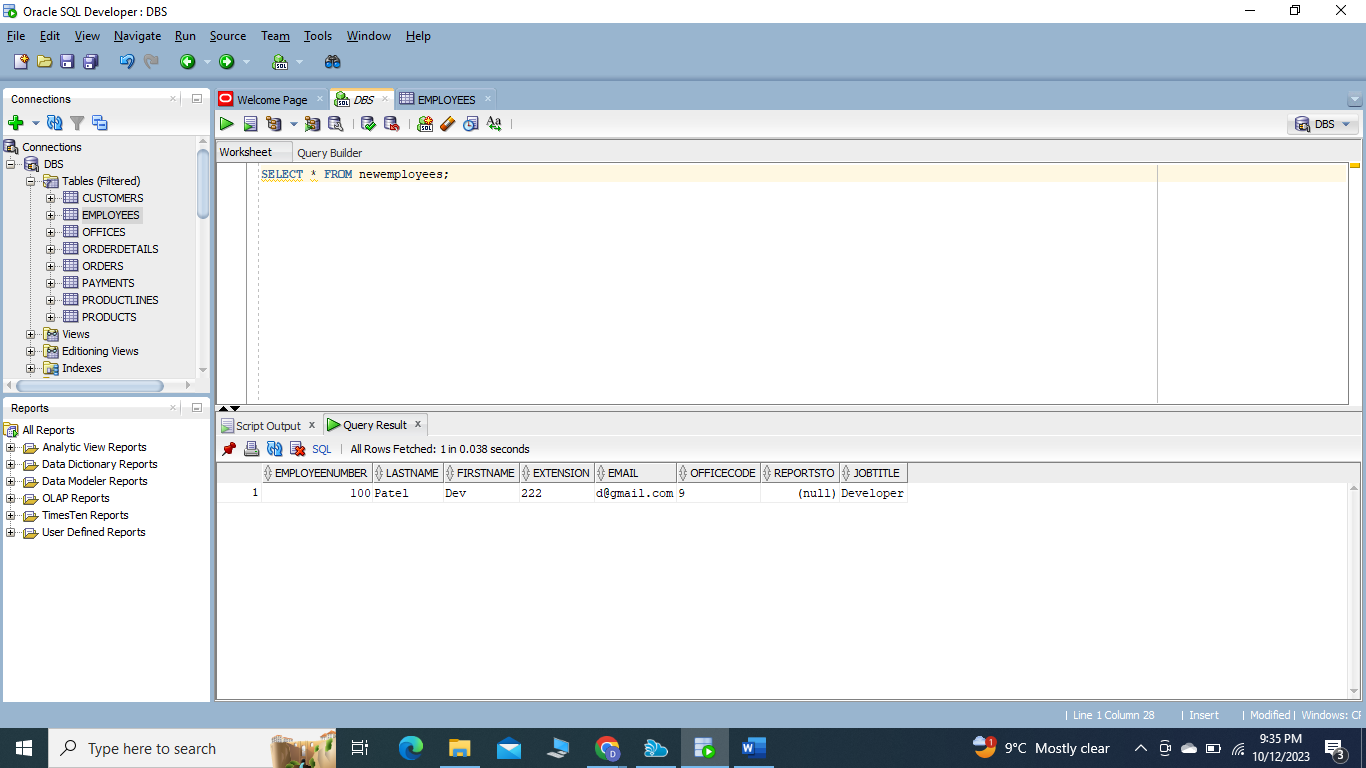 Oracle SQL Developer : DBS
File Edit View Navigate Run Source Team Tools Window Help
Connections
Connections
DBS
Tables (Filtered)
CUSTOMERS
EMPLOYEES
OFFICES
ORDERDETAILS
ORDERS
PAYMENTS
PRODUCTLINES
PRODUCTS
Views
Editioning Views
Indexes
Reports
All Reports
Analytic View Reports
Data Dictionary Reports
Data Modeler Reports
OLAP Reports
TimesTen Reports
User Defined Reports
Welcome Page DBS EMPLOYEES
DBS
Worksheet Query Builder
SELECT * FROM newemployees;
Script Output x Query Result x
SQL | All Rows Fetched: 1 in 0.038 seconds
EMPLOYEENUMBER LASTNAME FIRSTNAME EXTENSION EMAIL OFFICECODE REPORTSTO JOBTITLE
1 100 Patel Dev 222 d@gmail.com 9 (null) Developer
| Line 1 Column 28 | Insert | Modified | Windows: CF
Type here to search
1 9°C Mostly clear
9:35 PM
10/12/2023
3